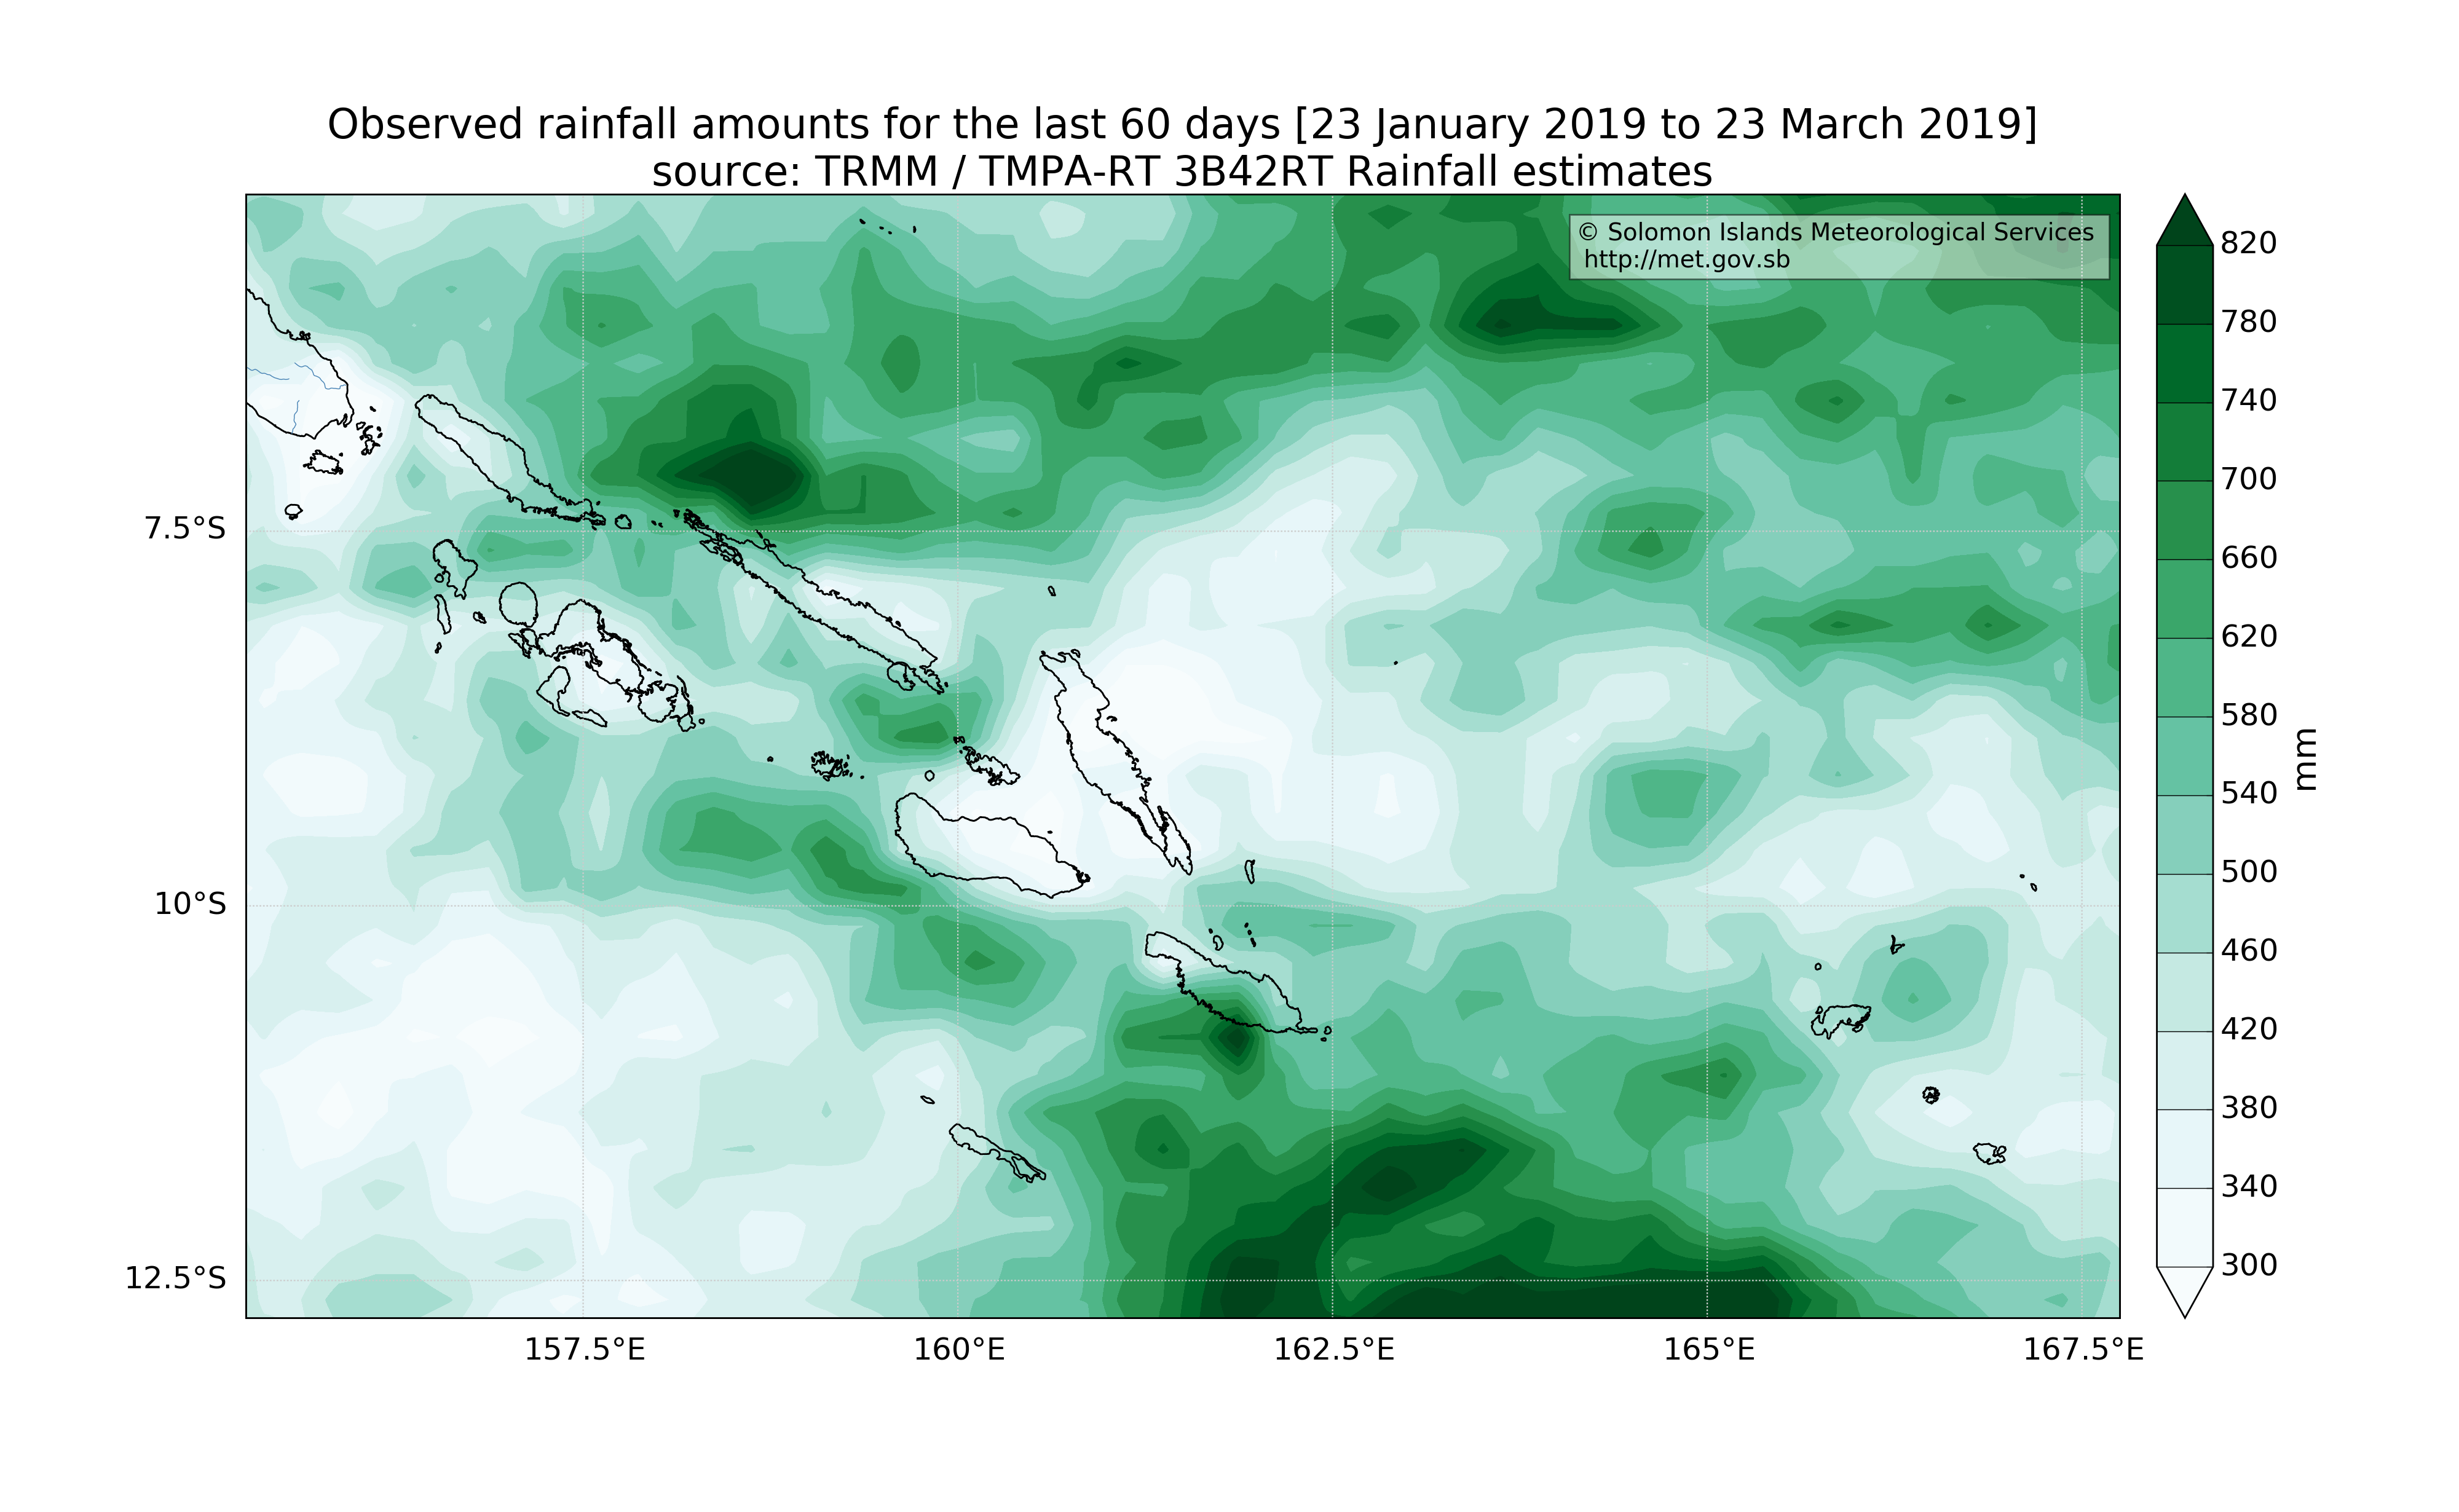 Observed rainfall amounts for the last 60 days [23 January 2019 to 23 March 2019]
source: TRMM / TMPA-RT 3B42RT Rainfall estimates
© Solomon Islands Meteorological Services
http://met.gov.sb
7.5°S
10°S
12.5°S
157.5°E
160°E
162.5°E
165°E
167.5°E
820
780
740
700
660
620
580
540
500
460
420
380
340
300
mm